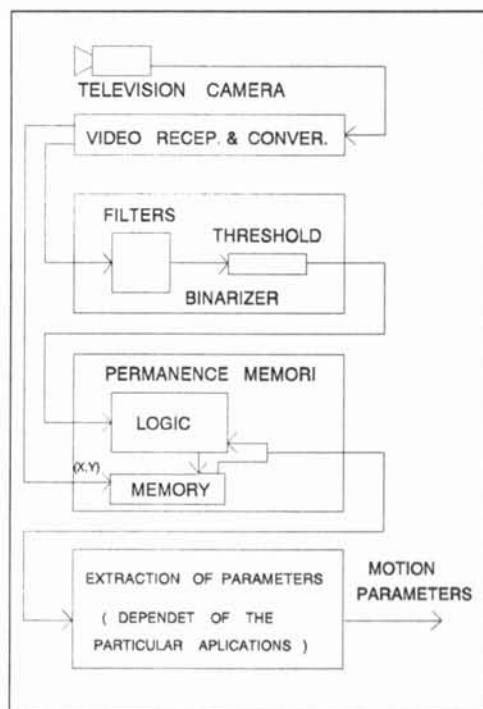 TELEVISION CAMERA
VIDEO RECEP. & CONVER.
FILTERS
THRESHOLD
BINARIZER
PERMANENCE MEMORI
LOGIC
(X,Y)
MEMORY
EXTRACTION OF PARAMETERS
( DEPENDET OF THE
PARTICULAR APLICATIONS )
MOTION
PARAMETERS